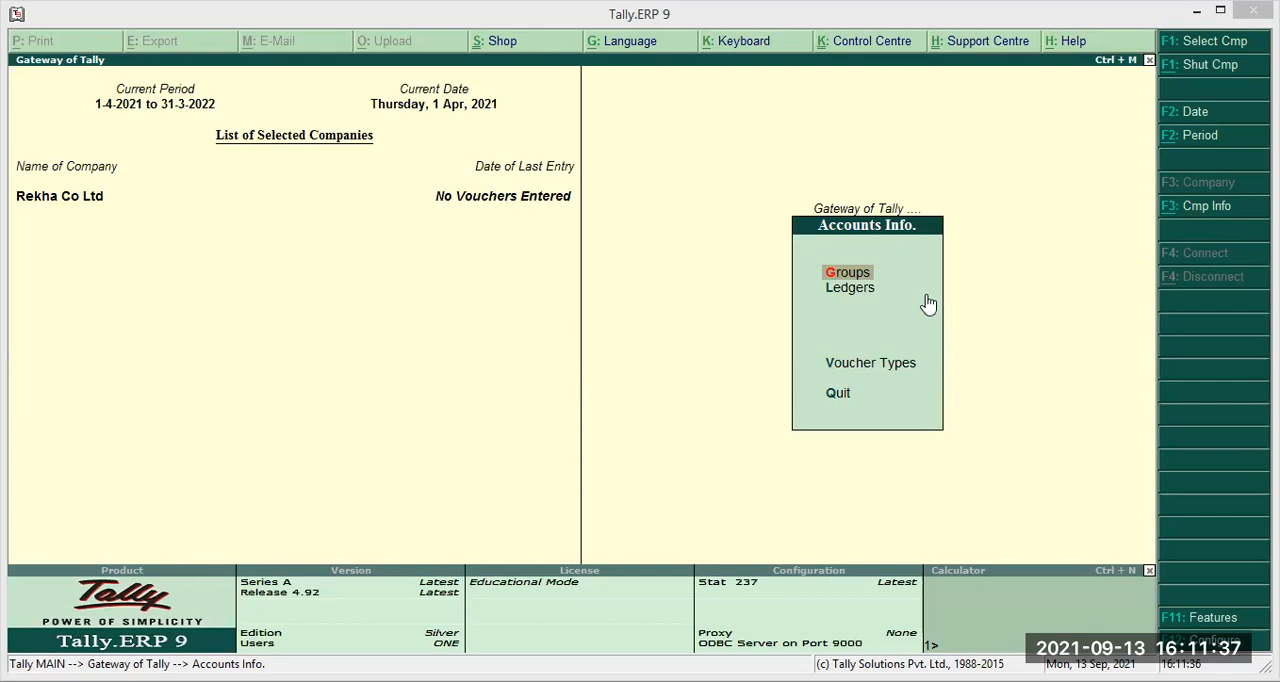 Tally.ERP 9
P: Print E: Export M: E-Mail O: Upload S: Shop G: Language K: Keyboard K: Control Centre H: Support Centre H: Help
Gateway of Tally Ctrl + M
Current Period Current Date
1-4-2021 to 31-3-2022 Thursday, 1 Apr, 2021
List of Selected Companies
Name of Company Date of Last Entry
Rekha Co Ltd No Vouchers Entered
Gateway of Tally ....
Accounts Info.
Groups
Ledgers
Voucher Types
Quit
F1: Select Cmp
F1: Shut Cmp
F2: Date
F2: Period
F3: Company
F3: Cmp Info
F4: Connect
F4: Disconnect
F11: Features
F12: Configure
Product Version License Configuration Calculator Ctrl + N
Tally
POWER OF SIMPLICITY
Tally.ERP 9
Series A Latest
Release 4.92 Latest
Edition Silver
Users ONE
Educational Mode
Stat 237 Latest
Proxy None
ODBC Server on Port 9000
1>
2021-09-13 16:11:37
Tally MAIN --> Gateway of Tally --> Accounts Info. (c) Tally Solutions Pvt. Ltd., 1988-2015 Mon, 13 Sep, 2021 16:11:36